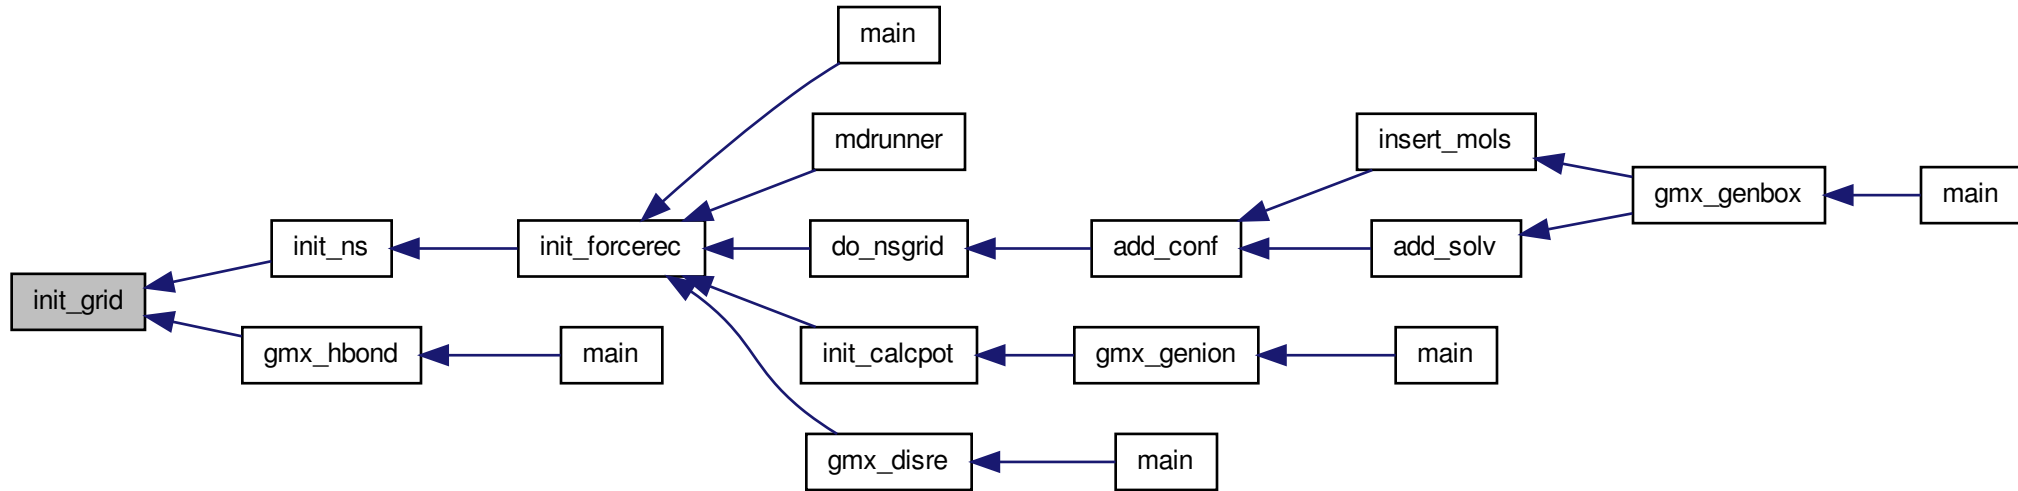 main
mdrunner
insert_mols
gmx_genbox
main
init_ns
init_forcerec
do_nsgrid
add_conf
add_solv
init_grid
gmx_hbond
main
init_calcpot
gmx_genion
main
gmx_disre
main